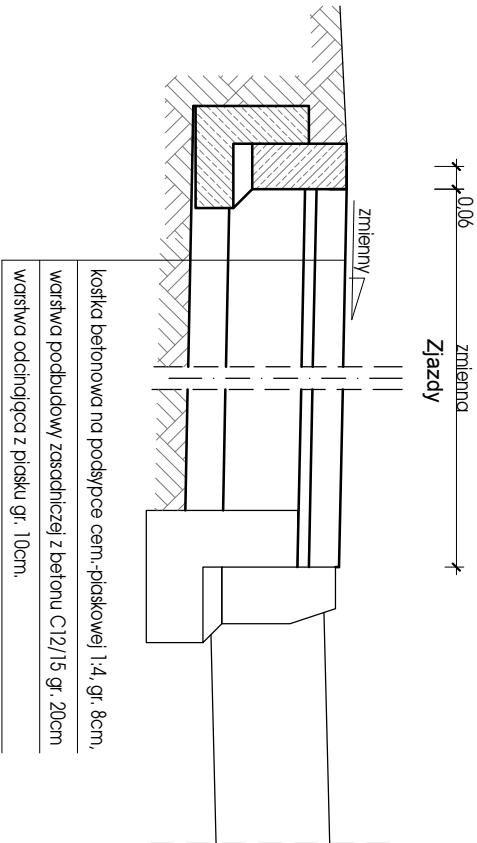 Zjazdy
0,06
zmienna
zmienny
kostka betonowa na podsypce cem.-piaskowej 1:4, gr. 8cm,
warstwa podbudowy zasadniczej z betonu C12/15 gr. 20cm
warstwa odcinająca z piasku gr. 10cm.